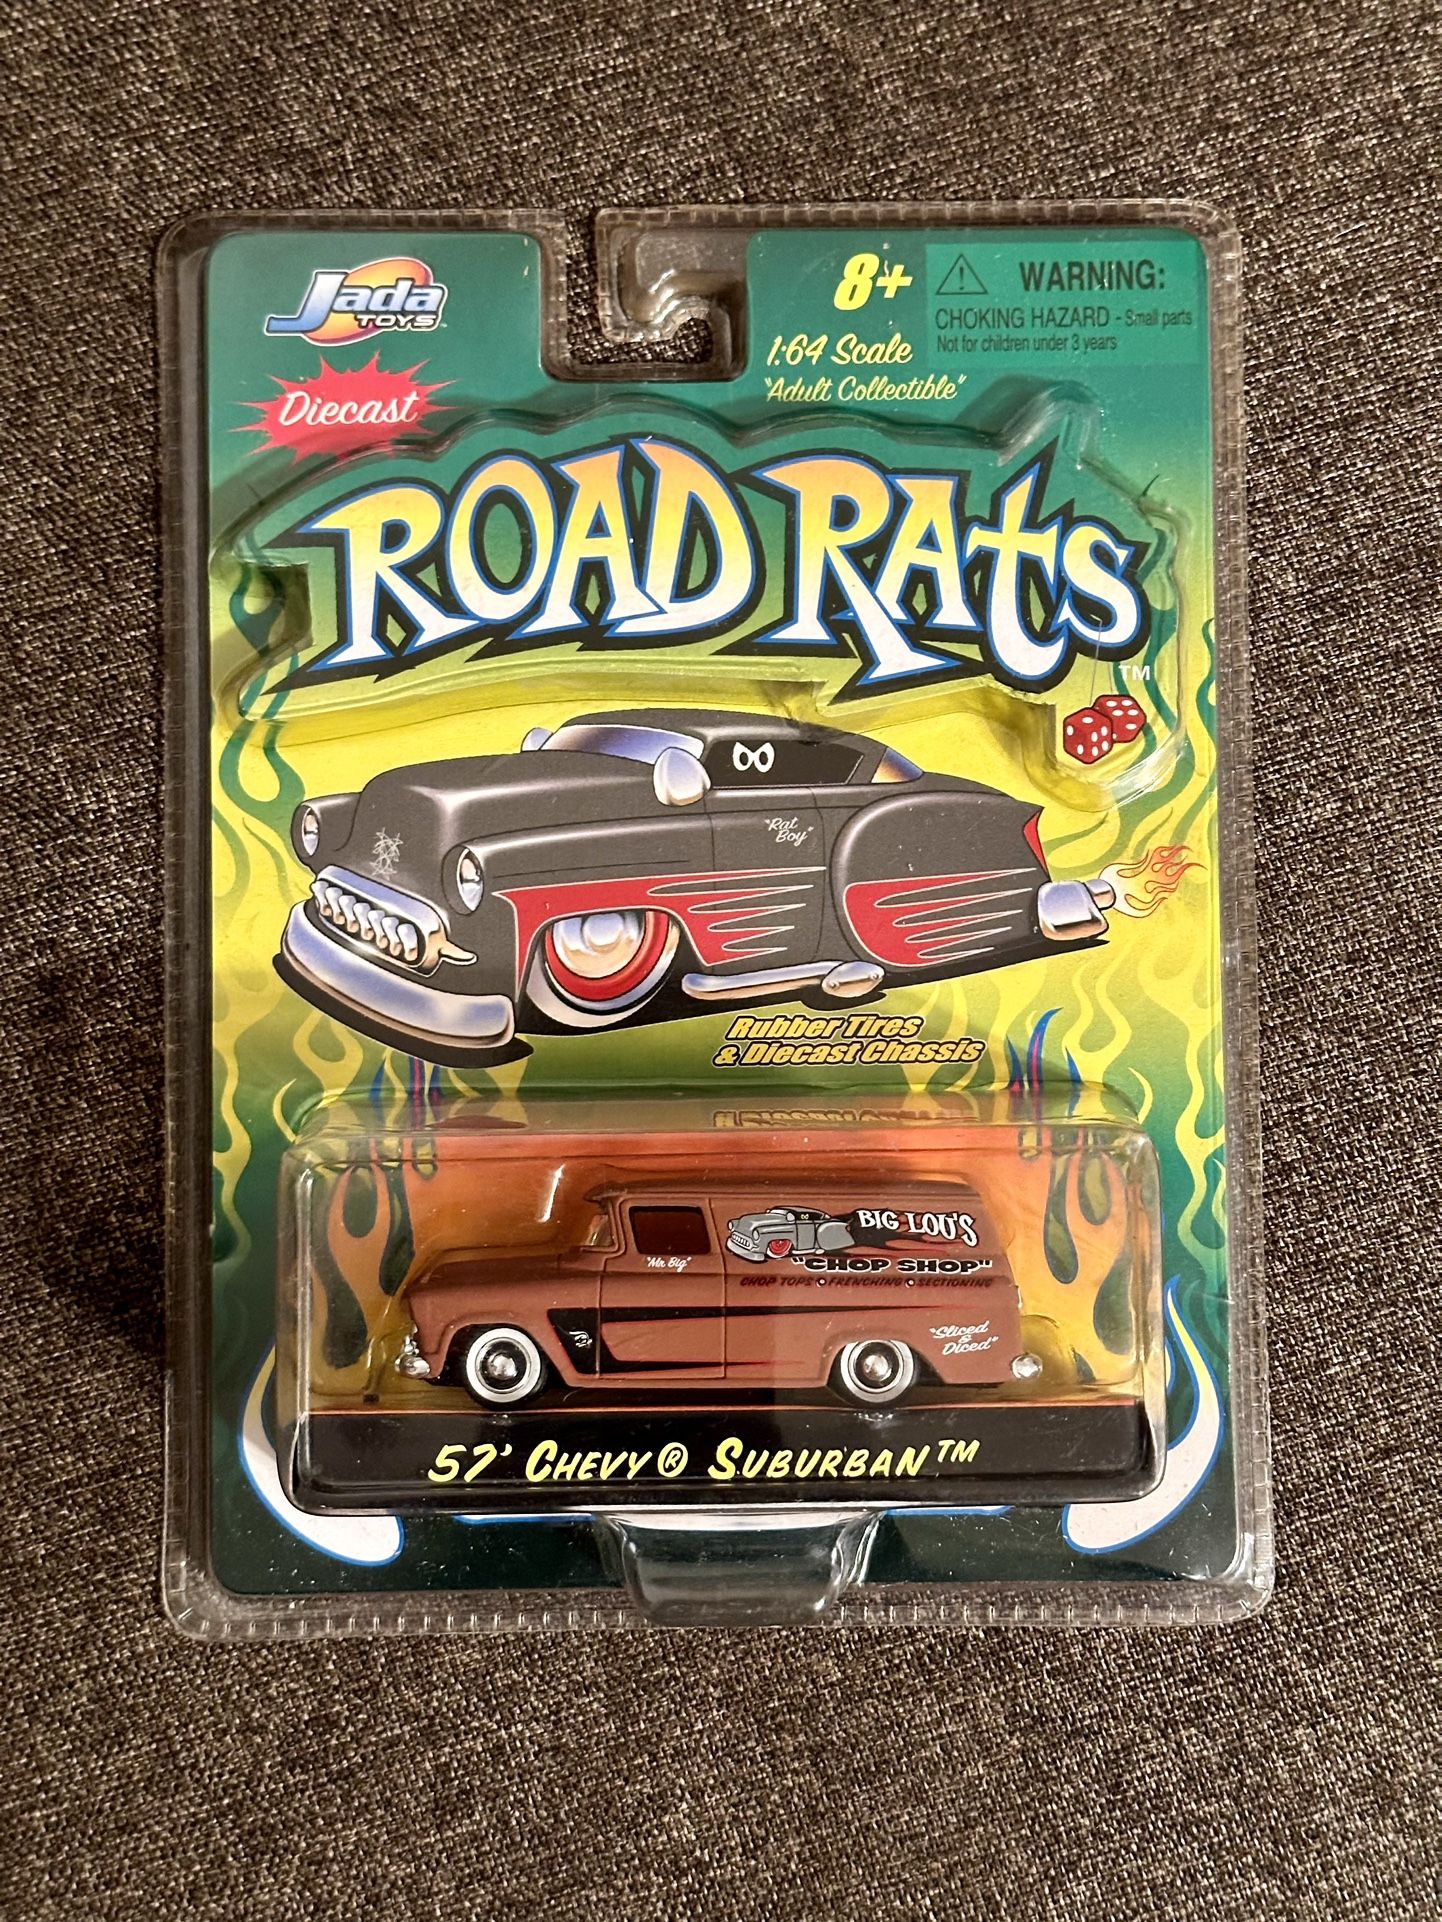 Jada
TOYS
Diecast
8+
1:64 Scale
"Adult Collectible"
WARNING:
CHOKING HAZARD - Small parts
Not for children under 3 years
ROAD RATS
TM
"Rat
Boy"
Rubber Tires
& Diecast Chassis
BIG LOU'S
"CHOP SHOP"
CHOP TOPS • FRENCHING • SECTIONING
"Mr. Big"
"Sliced
&
Diced"
57' CHEVY® SUBURBAN™